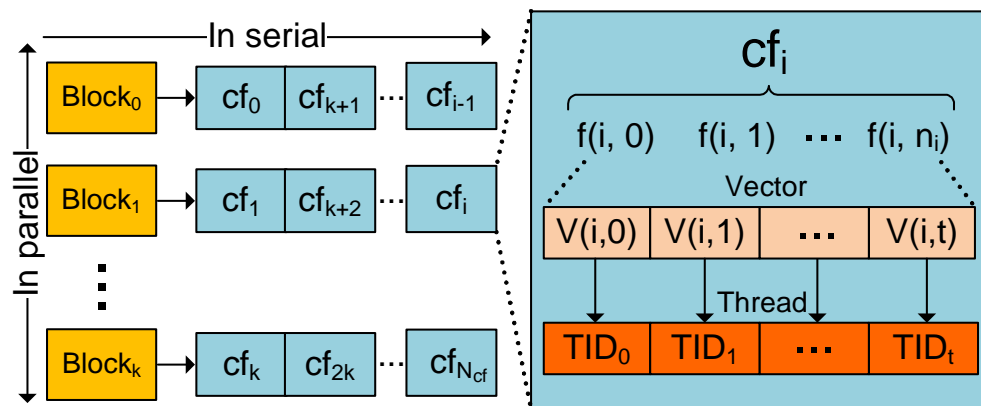 In serial
In parallel
Block₀ cf₀ cfₖ₊₁ ... cfᵢ₋₁
Block₁ cf₁ cfₖ₊₂ ... cfᵢ
Blockₖ cfₖ cf₂ₖ ... cf_N_cf
cfᵢ
f(i, 0) f(i, 1) ... f(i, nᵢ)
Vector
V(i,0) V(i,1) ... V(i,t)
Thread
TID₀ TID₁ ... TIDₜ